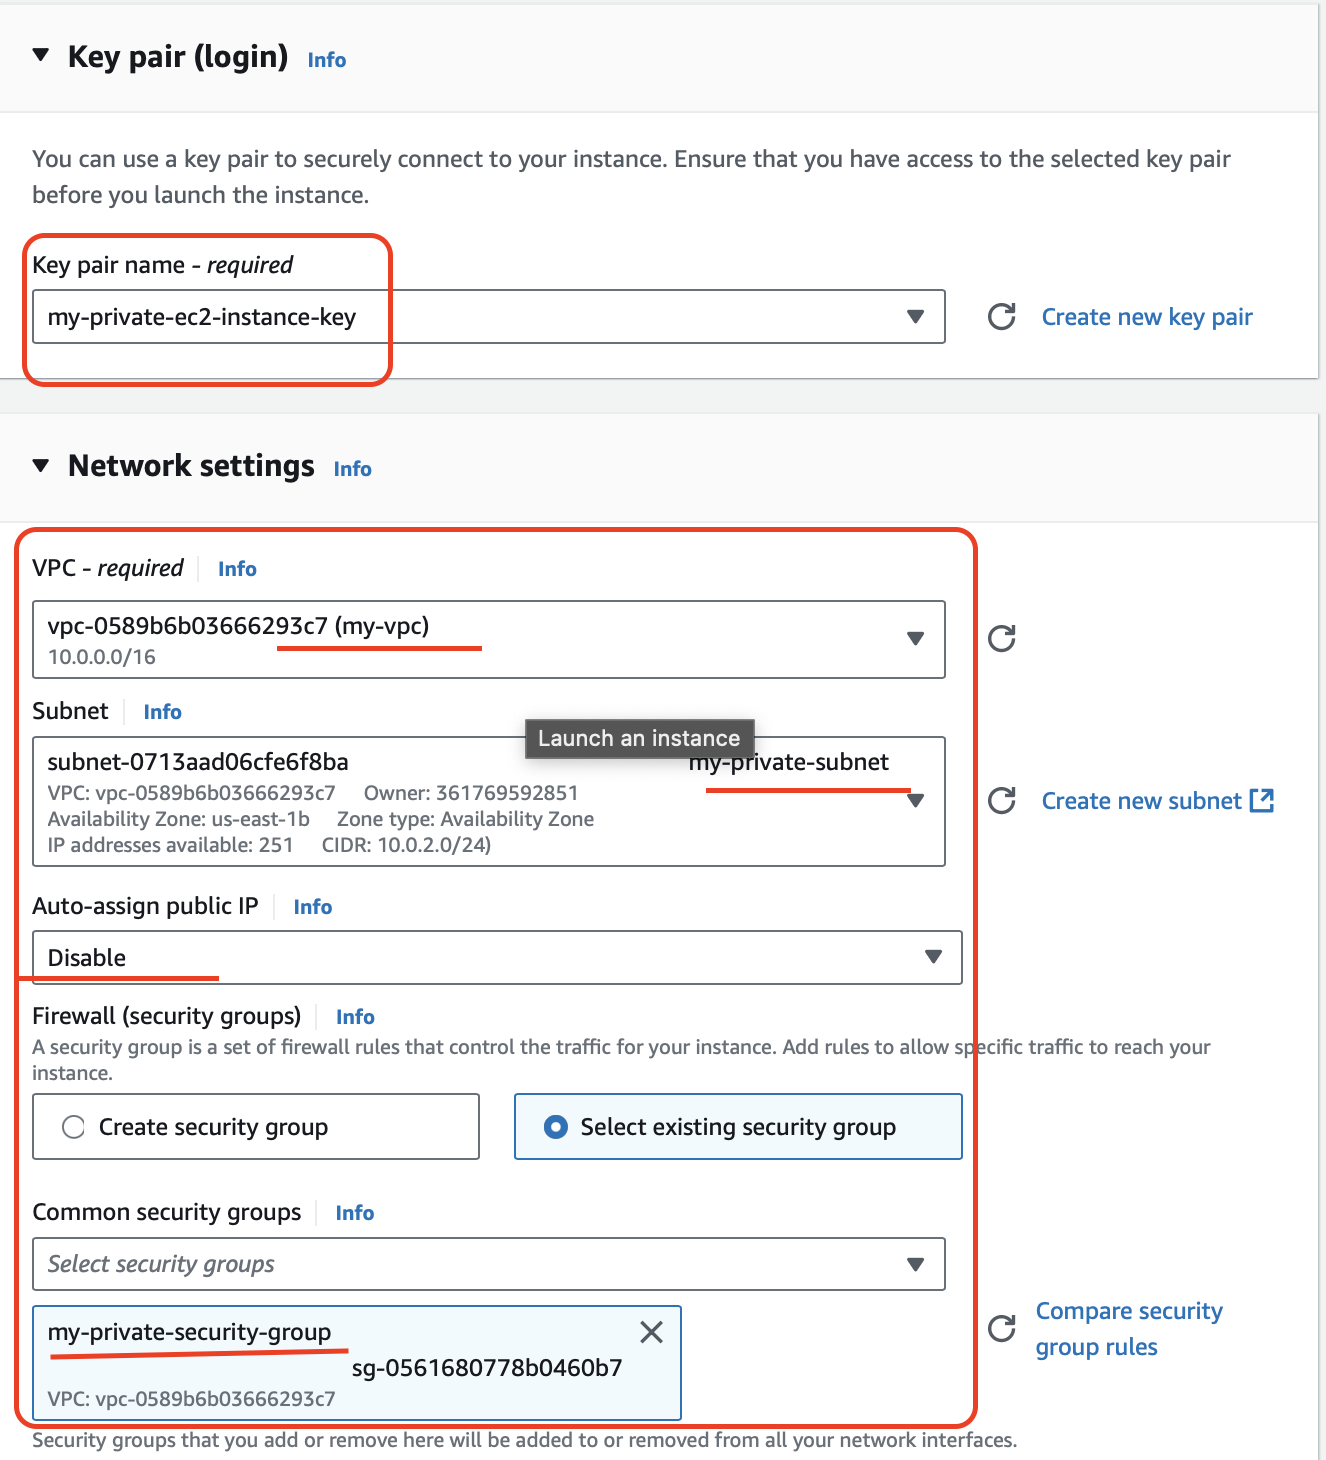 Key pair (login) Info
You can use a key pair to securely connect to your instance. Ensure that you have access to the selected key pair
before you launch the instance.
Key pair name - required
my-private-ec2-instance-key
Create new key pair
Network settings Info
VPC - required Info
vpc-0589b6b03666293c7 (my-vpc)
10.0.0.0/16
Subnet Info
Launch an instance
subnet-0713aad06cfe6f8ba my-private-subnet
VPC: vpc-0589b6b03666293c7 Owner: 361769592851
Availability Zone: us-east-1b Zone type: Availability Zone
IP addresses available: 251 CIDR: 10.0.2.0/24)
Create new subnet
Auto-assign public IP Info
Disable
Firewall (security groups) Info
A security group is a set of firewall rules that control the traffic for your instance. Add rules to allow specific traffic to reach your
instance.
Create security group
Select existing security group
Common security groups Info
Select security groups
my-private-security-group
sg-0561680778b0460b7
VPC: vpc-0589b6b03666293c7
Compare security
group rules
Security groups that you add or remove here will be added to or removed from all your network interfaces.